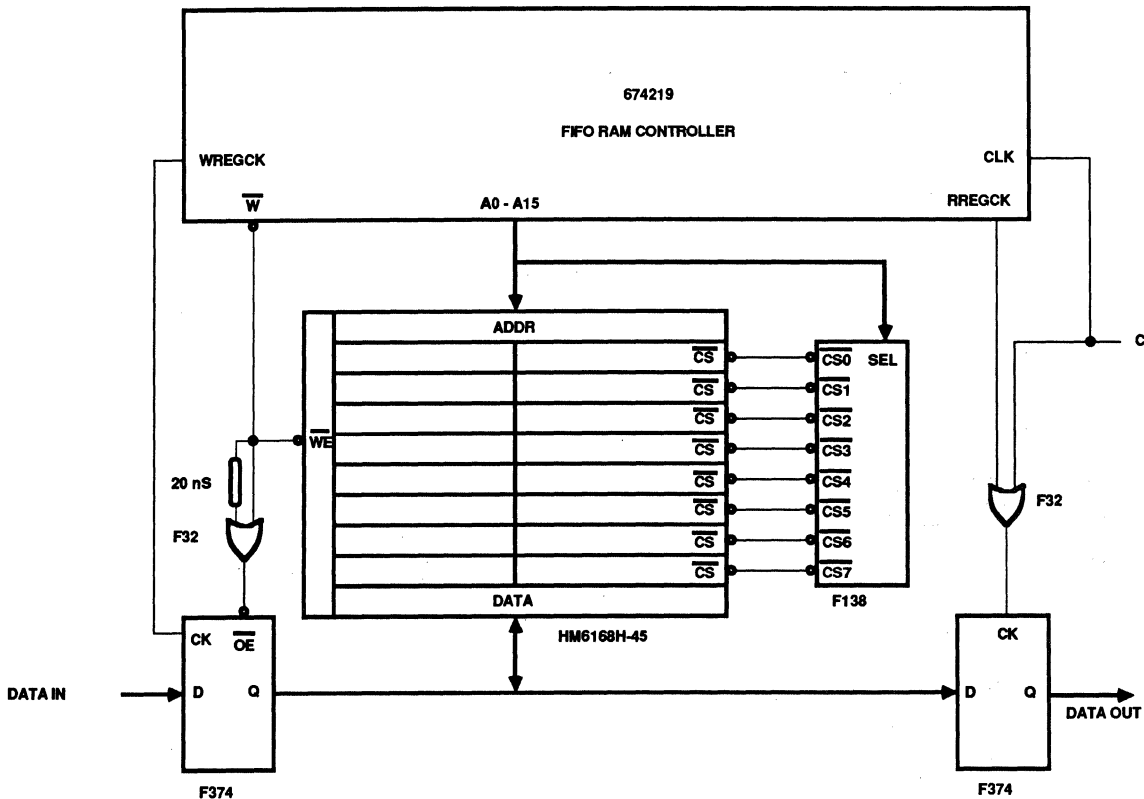 674219
FIFO RAM CONTROLLER
WREGCK
CLK
W
A0 - A15
RREGCK
ADDR
CS
CS0
SEL
C
CS
CS1
CS
CS2
WE
CS
CS3
20 nS
CS
CS4
F32
CS
CS5
F32
CS
CS6
CS
CS7
DATA
F138
HM6168H-45
CK
OE
CK
DATA IN
D
Q
D
Q
DATA OUT
F374
F374